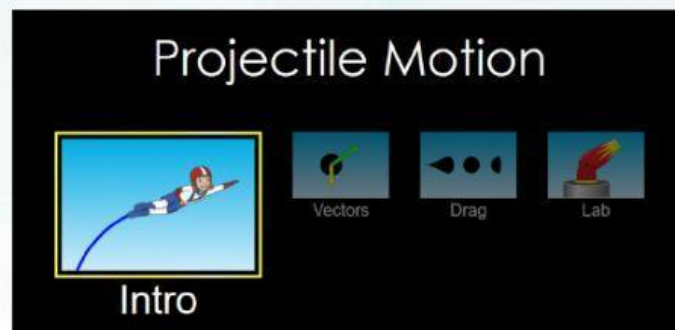 Projectile Motion
Vectors
Drag
Lab
Intro